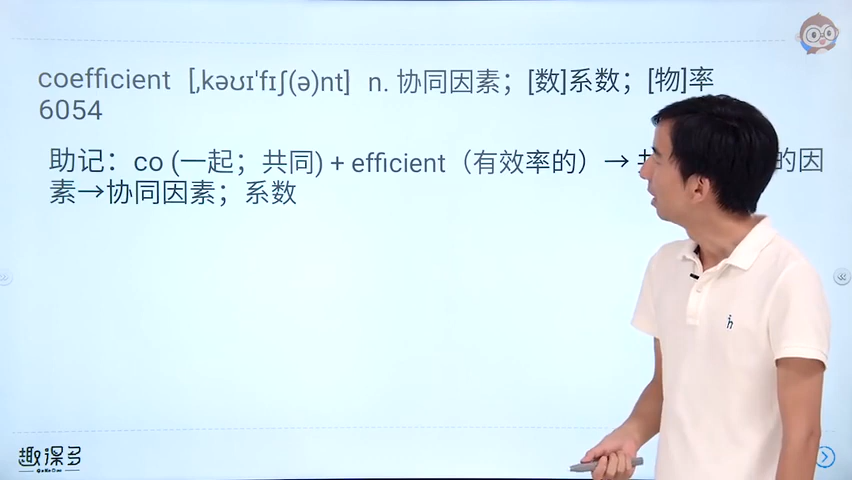 coefficient [ˌkəʊɪˈfɪʃ(ə)nt] n. 协同因素；[数]系数；[物]率
6054
助记：co (一起；共同) + efficient（有效率的）→ 的因
素→协同因素；系数
趣课多